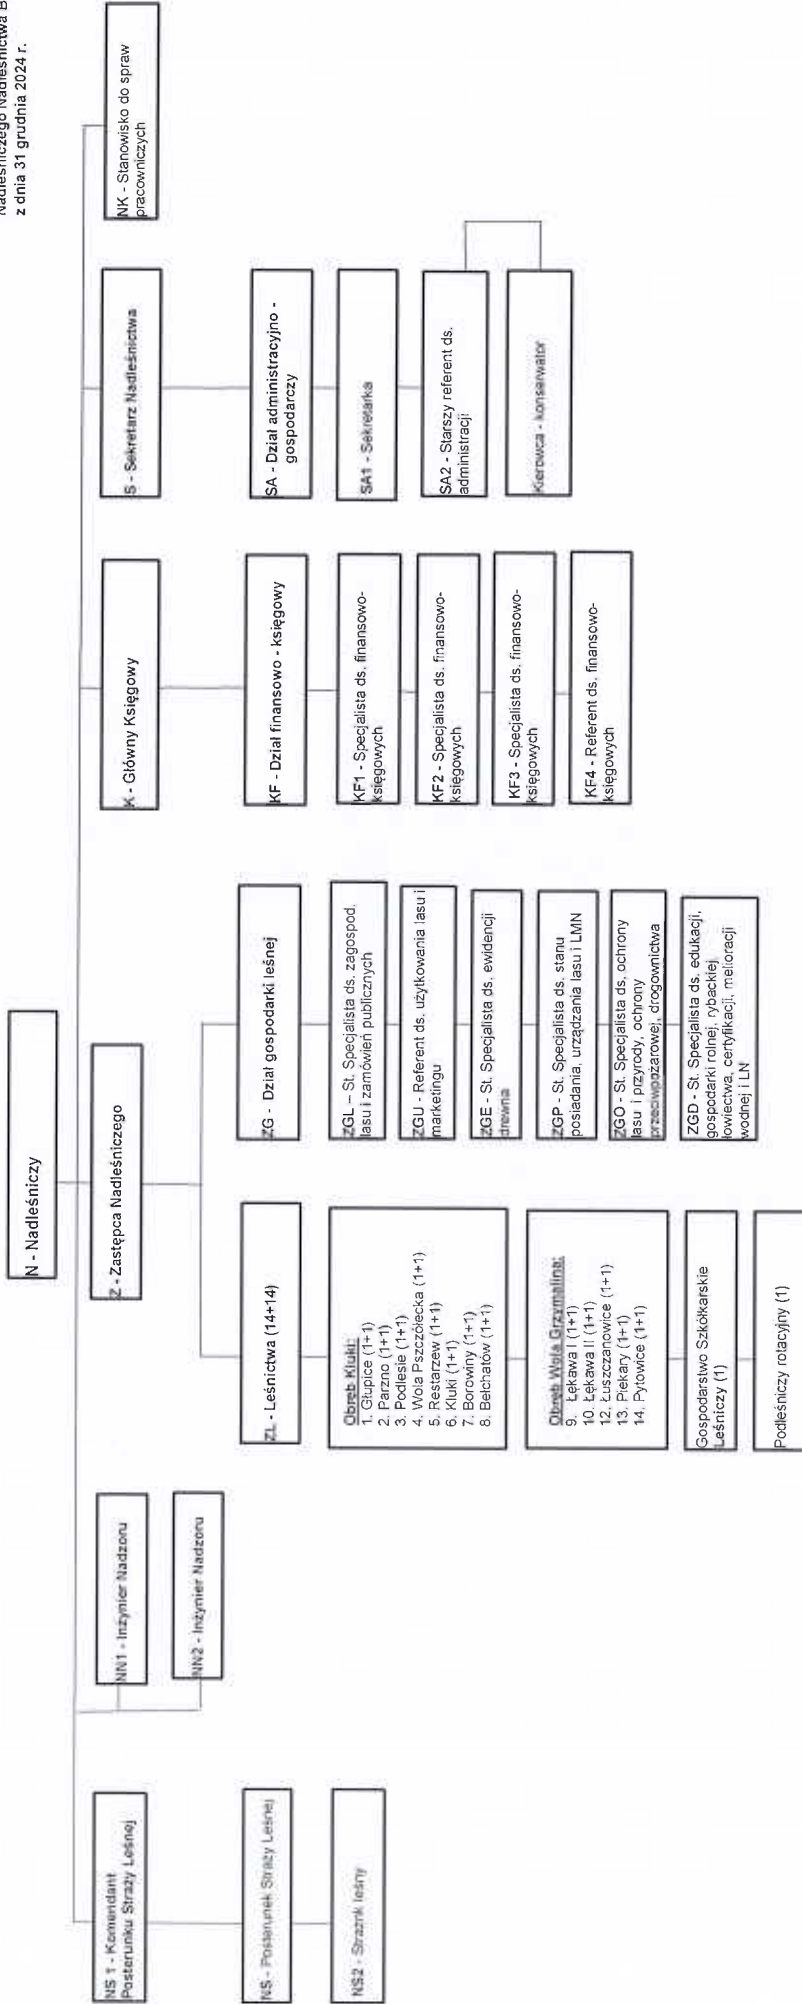 z dnia 31 grudnia 2024 r.
N - Nadleśniczy
NS 1 - Komendant
Posterunku Straży Leśnej
NS - Posterunek Straży Leśnej
NS2 - Strażnik leśny
NN1 - Inżynier Nadzoru
NN2 - Inżynier Nadzoru
Z - Zastępca Nadleśniczego
ZL - Leśnictwa (14+14)
Obręb Kluki:
1. Głupice (1+1)
2. Parzno (1+1)
3. Podlesie (1+1)
4. Wola Pszczółecka (1+1)
5. Restarzew (1+1)
6. Kluki (1+1)
7. Borowiny (1+1)
8. Bełchatów (1+1)
Obręb Wola Grzymalina:
9. Łękawa I (1+1)
10. Łękawa II (1+1)
12. Łuszczanowice (1+1)
13. Piekary (1+1)
14. Pytowice (1+1)
Gospodarstwo Szkółkarskie
Leśniczy (1)
Podleśniczy rotacyjny (1)
ZG - Dział gospodarki leśnej
ZGL – St. Specjalista ds. zagospod.
lasu i zamówień publicznych
ZGU - Referent ds. użytkowania lasu i
marketingu
ZGE - St. Specjalista ds. ewidencji
drewna
ZGP - St. Specjalista ds. stanu
posiadania, urządzania lasu i LMN
ZGO - St. Specjalista ds. ochrony
lasu i przyrody, ochrony
przeciwpożarowej, drogownictwa
ZGD - St. Specjalista ds. edukacji,
gospodarki rolnej, rybackiej,
łowiectwa, certyfikacji, melioracji
wodnej i LN
K - Główny Księgowy
KF - Dział finansowo - księgowy
KF1 - Specjalista ds. finansowo-
księgowych
KF2 - Specjalista ds. finansowo-
księgowych
KF3 - Specjalista ds. finansowo-
księgowych
KF4 - Referent ds. finansowo-
księgowych
S - Sekretarz Nadleśnictwa
SA - Dział administracyjno -
gospodarczy
SA1 - Sekretarka
SA2 - Starszy referent ds.
administracji
Kierowca - konserwator
NK - Stanowisko do spraw
pracowniczych